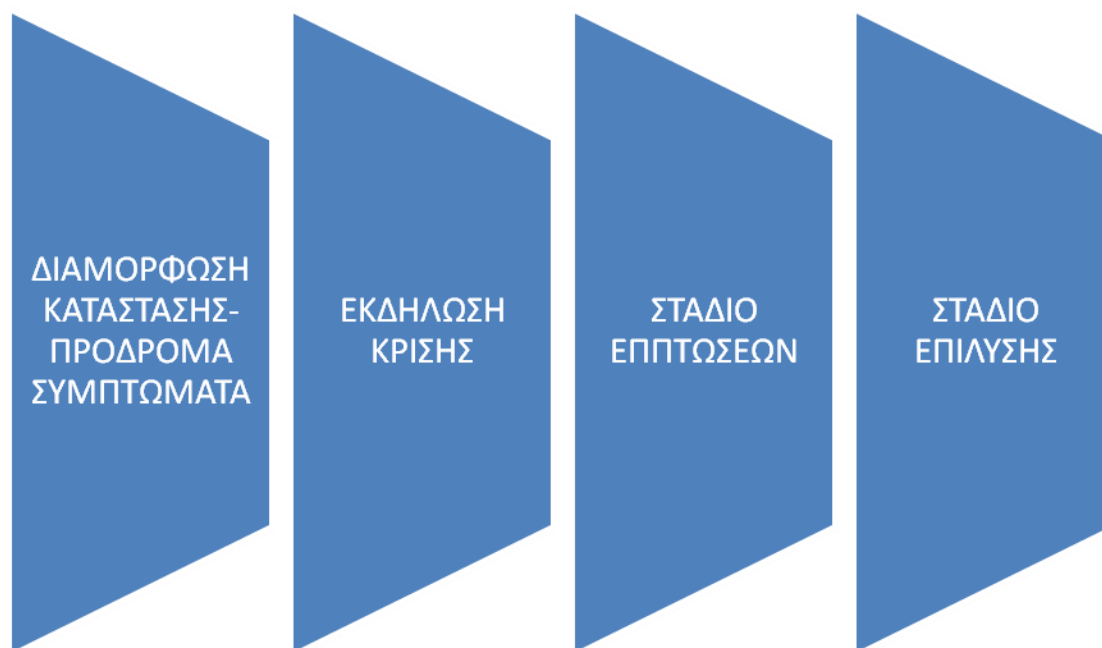 ΔΙΑΜΟΡΦΩΣΗ
ΚΑΤΑΣΤΑΣΗΣ-
ΠΡΟΔΡΟΜΑ
ΣΥΜΠΤΩΜΑΤΑ
ΕΚΔΗΛΩΣΗ
ΚΡΙΣΗΣ
ΣΤΑΔΙΟ
ΕΠΠΤΩΣΕΩΝ
ΣΤΑΔΙΟ
ΕΠΙΛΥΣΗΣ